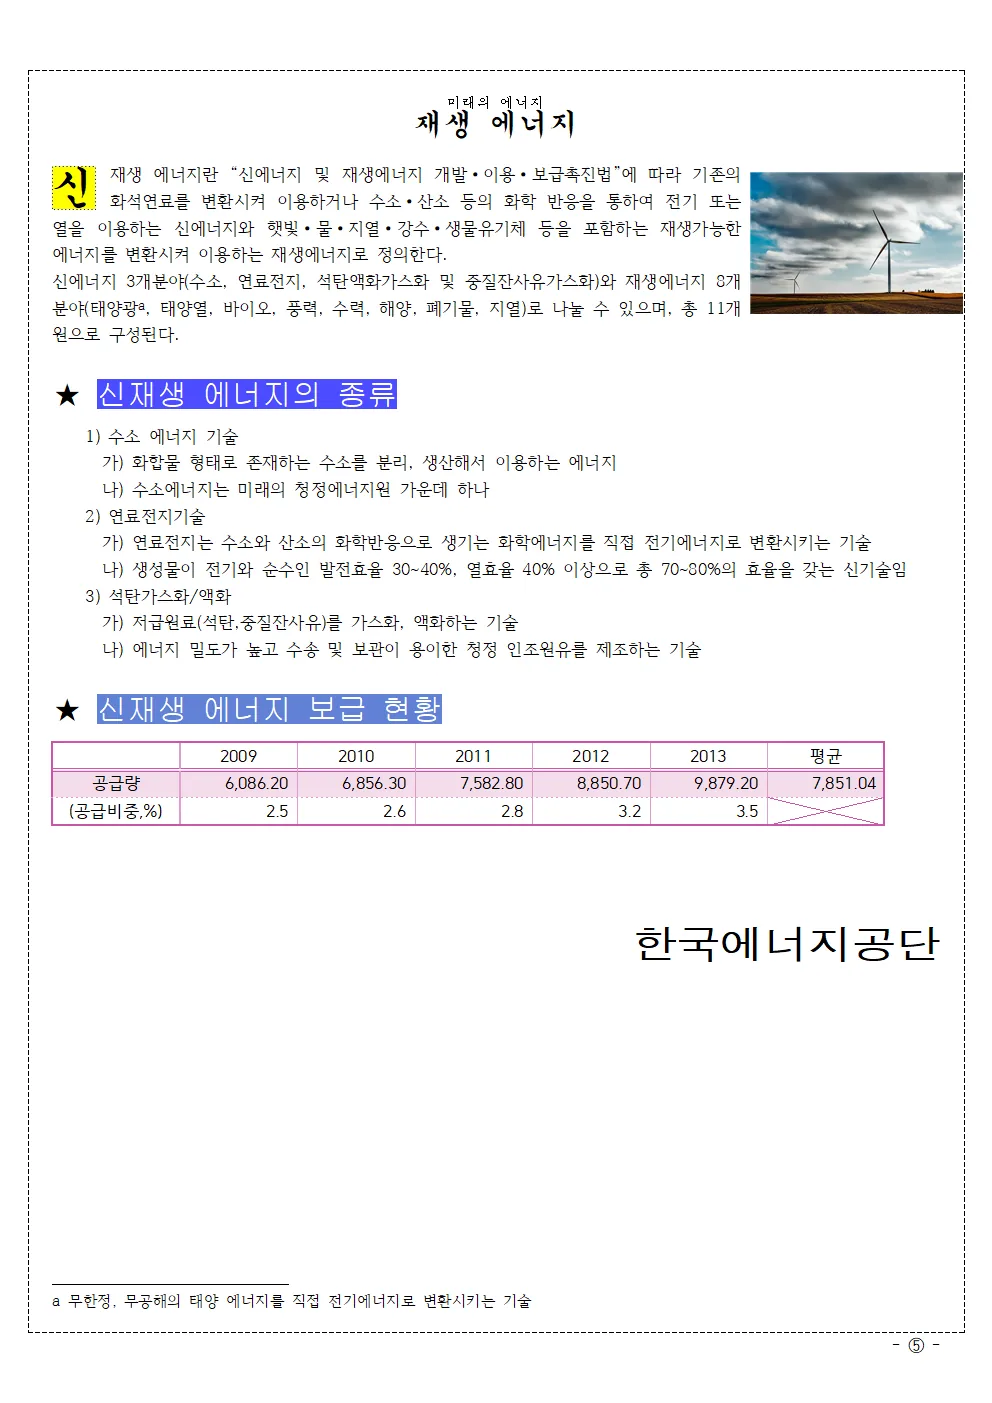 미래의 에너지
재생 에너지
신 재생 에너지란 “신에너지 및 재생에너지 개발·이용·보급촉진법”에 따라 기존의
화석연료를 변환시켜 이용하거나 수소·산소 등의 화학 반응을 통하여 전기 또는
열을 이용하는 신에너지와 햇빛·물·지열·강수·생물유기체 등을 포함하는 재생가능한
에너지를 변환시켜 이용하는 재생에너지로 정의한다.
신에너지 3개분야(수소, 연료전지, 석탄액화가스화 및 중질잔사유가스화)와 재생에너지 8개
분야(태양광a, 태양열, 바이오, 풍력, 수력, 해양, 폐기물, 지열)로 나눌 수 있으며, 총 11개
원으로 구성된다.
★ 신재생 에너지의 종류
1) 수소 에너지 기술
가) 화합물 형태로 존재하는 수소를 분리, 생산해서 이용하는 에너지
나) 수소에너지는 미래의 청정에너지원 가운데 하나
2) 연료전지기술
가) 연료전지는 수소와 산소의 화학반응으로 생기는 화학에너지를 직접 전기에너지로 변환시키는 기술
나) 생성물이 전기와 순수인 발전효율 30~40%, 열효율 40% 이상으로 총 70~80%의 효율을 갖는 신기술임
3) 석탄가스화/액화
가) 저급원료(석탄,중질잔사유)를 가스화, 액화하는 기술
나) 에너지 밀도가 높고 수송 및 보관이 용이한 청정 인조원유를 제조하는 기술
★ 신재생 에너지 보급 현황
2009 2010 2011 2012 2013 평균
공급량 6,086.20 6,856.30 7,582.80 8,850.70 9,879.20 7,851.04
(공급비중,%) 2.5 2.6 2.8 3.2 3.5
한국에너지공단
a 무한정, 무공해의 태양 에너지를 직접 전기에너지로 변환시키는 기술
- ⑤ -